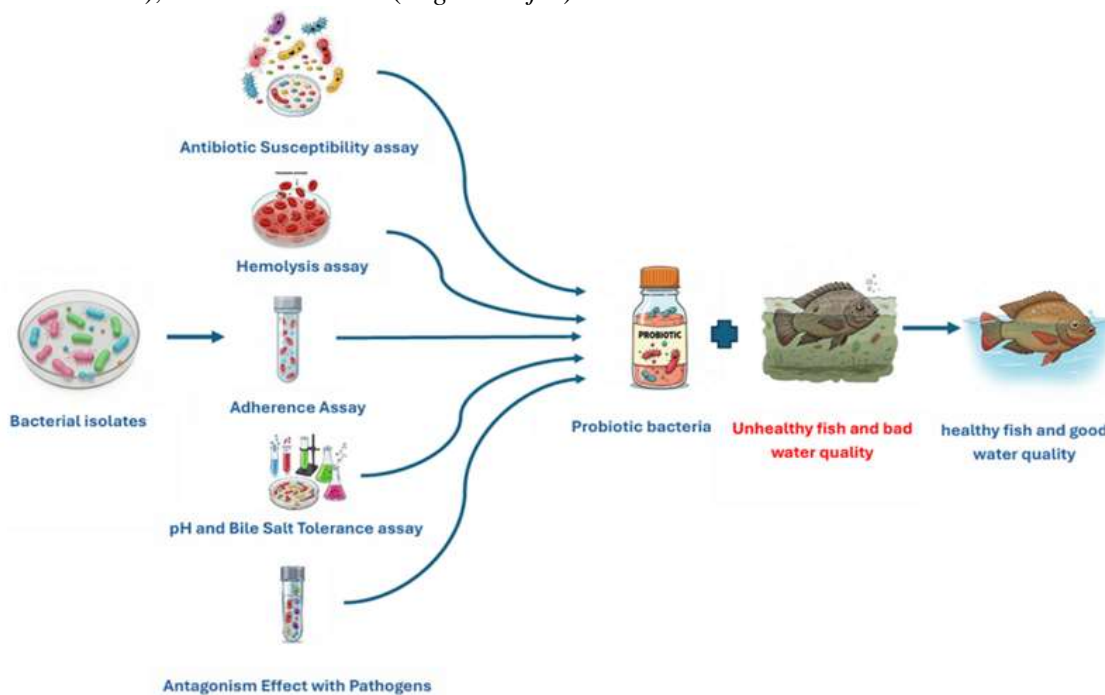 Antibiotic Susceptibility assay
Hemolysis assay
Bacterial isolates
Adherence Assay
pH and Bile Salt Tolerance assay
Antagonism Effect with Pathogens
PROBIOTIC
Probiotic bacteria
Unhealthy fish and bad
water quality
healthy fish and good
water quality